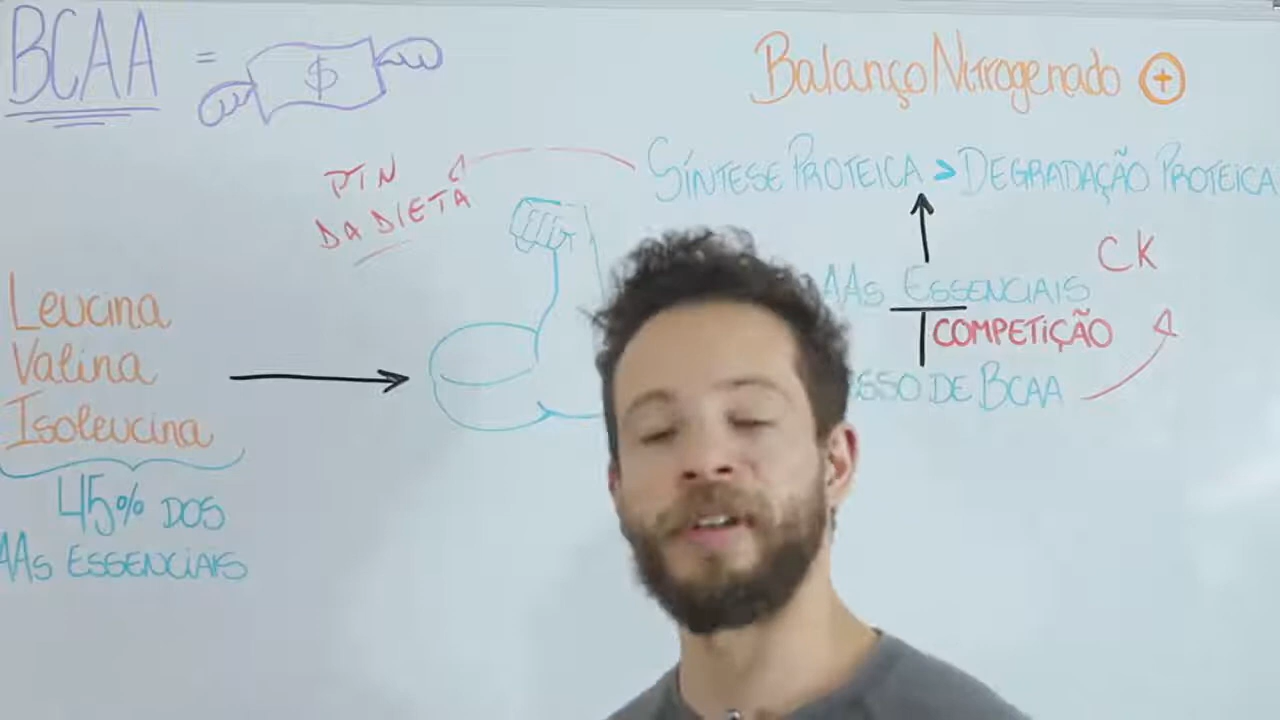 BCAA = $
Balanço Nitrogenado +
SÍNTESE PROTEICA > DEGRADAÇÃO PROTEICA
PTN
DA DIETA
CK
AAs ESSENCIAIS
COMPETIÇÃO
DE BCAA
Leucina
Valina
Isoleucina
45% DOS
AAs ESSENCIAIS